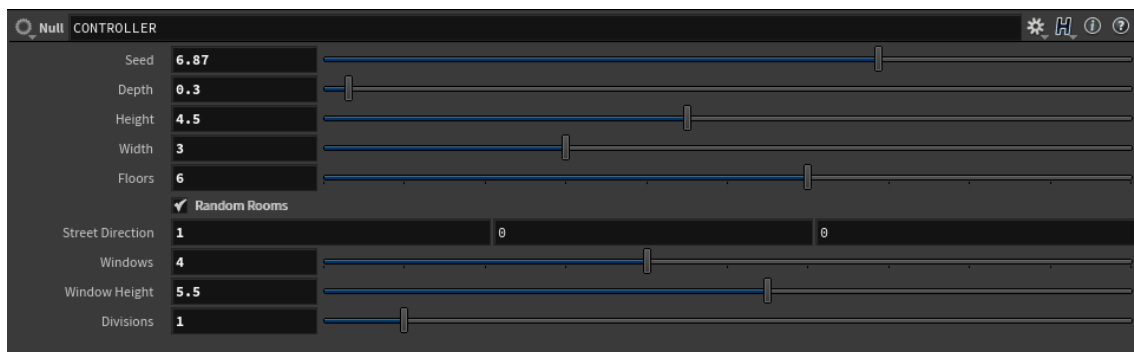 Null CONTROLLER
Seed 6.87
Depth 0.3
Height 4.5
Width 3
Floors 6
Random Rooms
Street Direction 1 0 0
Windows 4
Window Height 5.5
Divisions 1